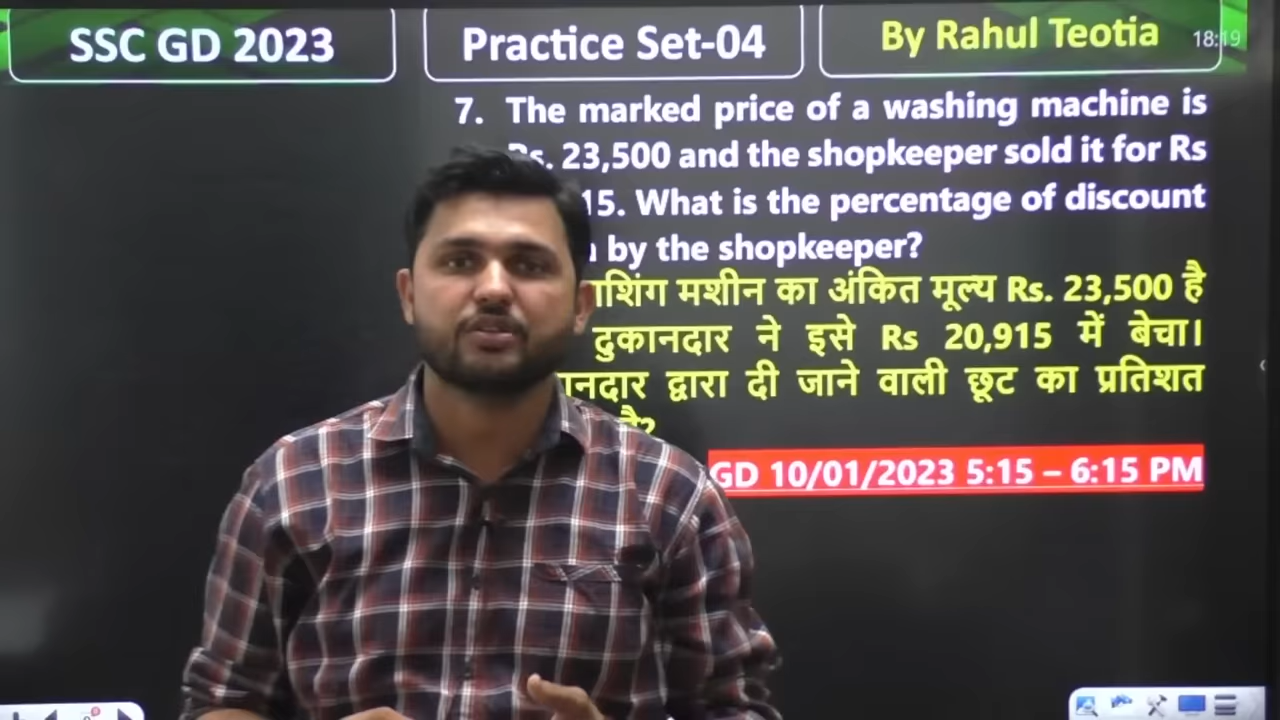 SSC GD 2023
Practice Set-04
By Rahul Teotia
18:19
7. The marked price of a washing machine is
Rs. 23,500 and the shopkeeper sold it for Rs
15. What is the percentage of discount
by the shopkeeper?
मशीन का अंकित मूल्य Rs. 23,500 है
दुकानदार ने इसे Rs 20,915 में बेचा।
द्वारा दी जाने वाली छूट का प्रतिशत
है?
GD 10/01/2023 5:15 – 6:15 PM